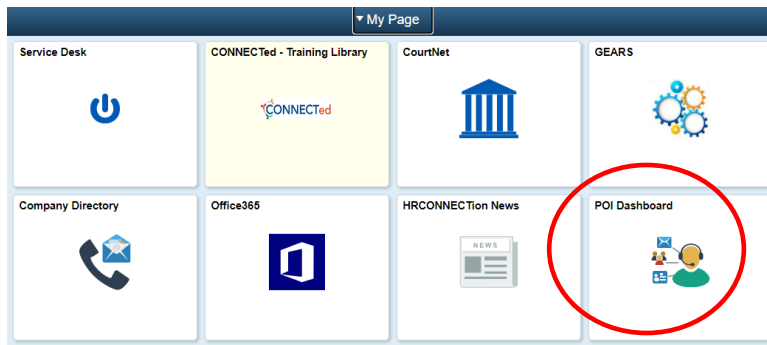 My Page
Service Desk
CONNECTed - Training Library
CourtNet
GEARS
CONNECTed
Company Directory
Office365
HRCONNECTion News
POI Dashboard
NEWS